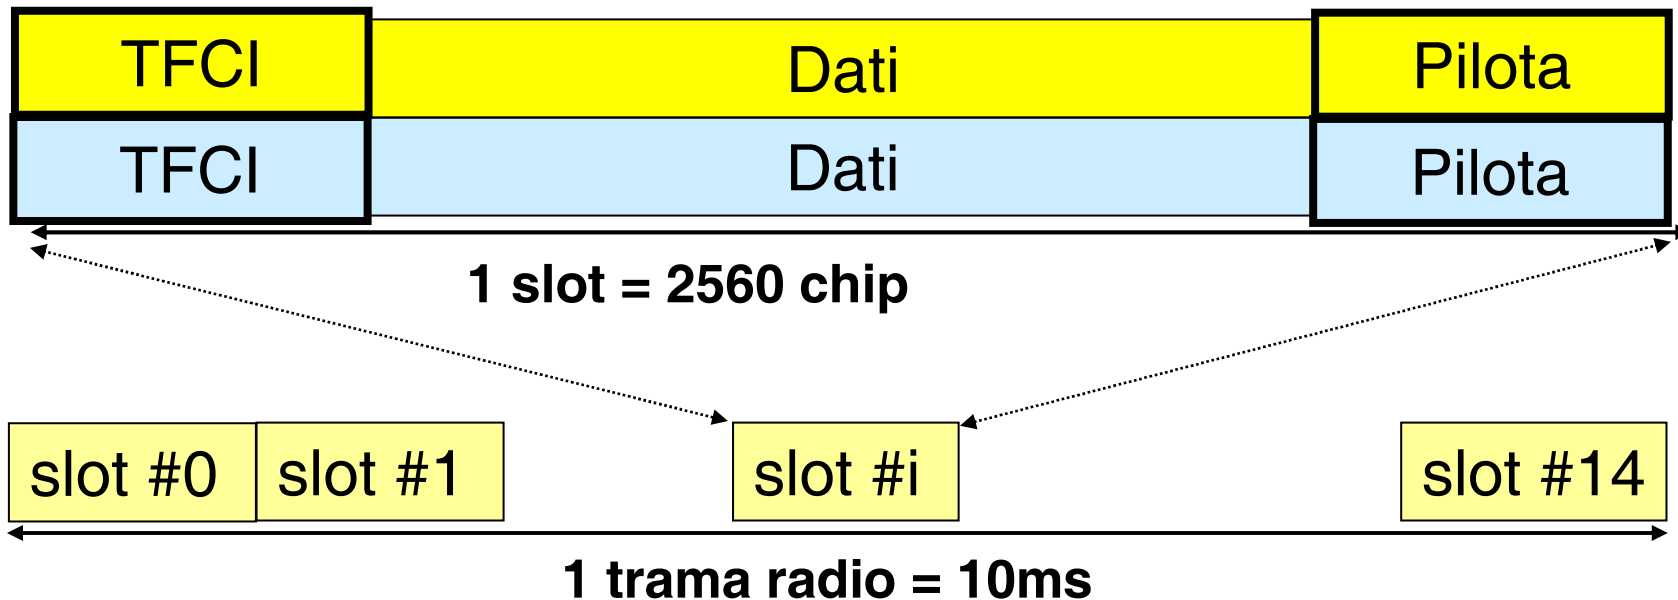 TFCI Dati Pilota
TFCI Dati Pilota
1 slot = 2560 chip
slot #0 slot #1 slot #i slot #14
1 trama radio = 10ms